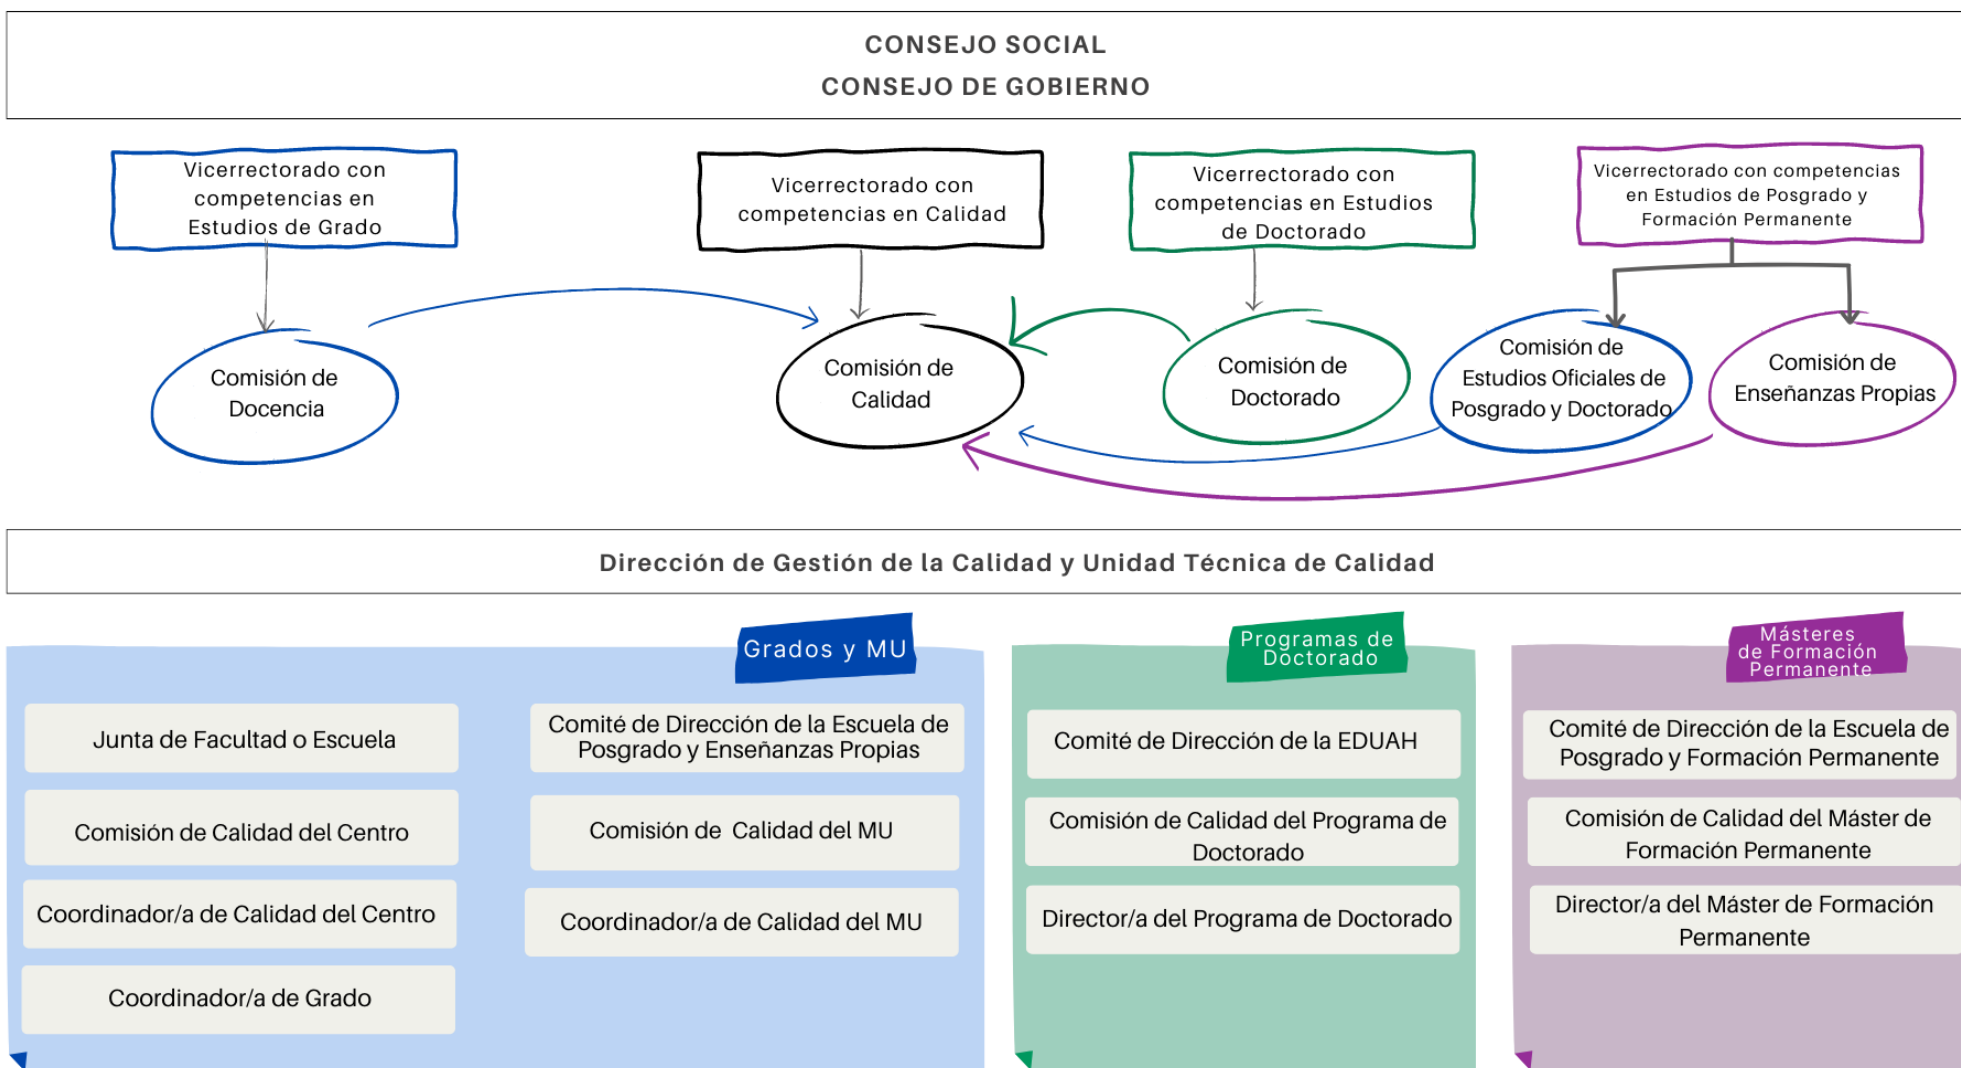 CONSEJO SOCIAL
CONSEJO DE GOBIERNO
Vicerrectorado con
competencias en
Estudios de Grado
Vicerrectorado con
competencias en Calidad
Vicerrectorado con
competencias en Estudios
de Doctorado
Vicerrectorado con competencias
en Estudios de Posgrado y
Formación Permanente
Comisión de
Docencia
Comisión de
Calidad
Comisión de
Doctorado
Comisión de
Estudios Oficiales de
Posgrado y Doctorado
Comisión de
Enseñanzas Propias
Dirección de Gestión de la Calidad y Unidad Técnica de Calidad
Grados y MU
Junta de Facultad o Escuela
Comisión de Calidad del Centro
Coordinador/a de Calidad del Centro
Coordinador/a de Grado
Comité de Dirección de la Escuela de
Posgrado y Enseñanzas Propias
Comisión de Calidad del MU
Coordinador/a de Calidad del MU
Programas de
Doctorado
Comité de Dirección de la EDUAH
Comisión de Calidad del Programa de
Doctorado
Director/a del Programa de Doctorado
Másteres
de Formación
Permanente
Comité de Dirección de la Escuela de
Posgrado y Formación Permanente
Comisión de Calidad del Máster de
Formación Permanente
Director/a del Máster de Formación
Permanente